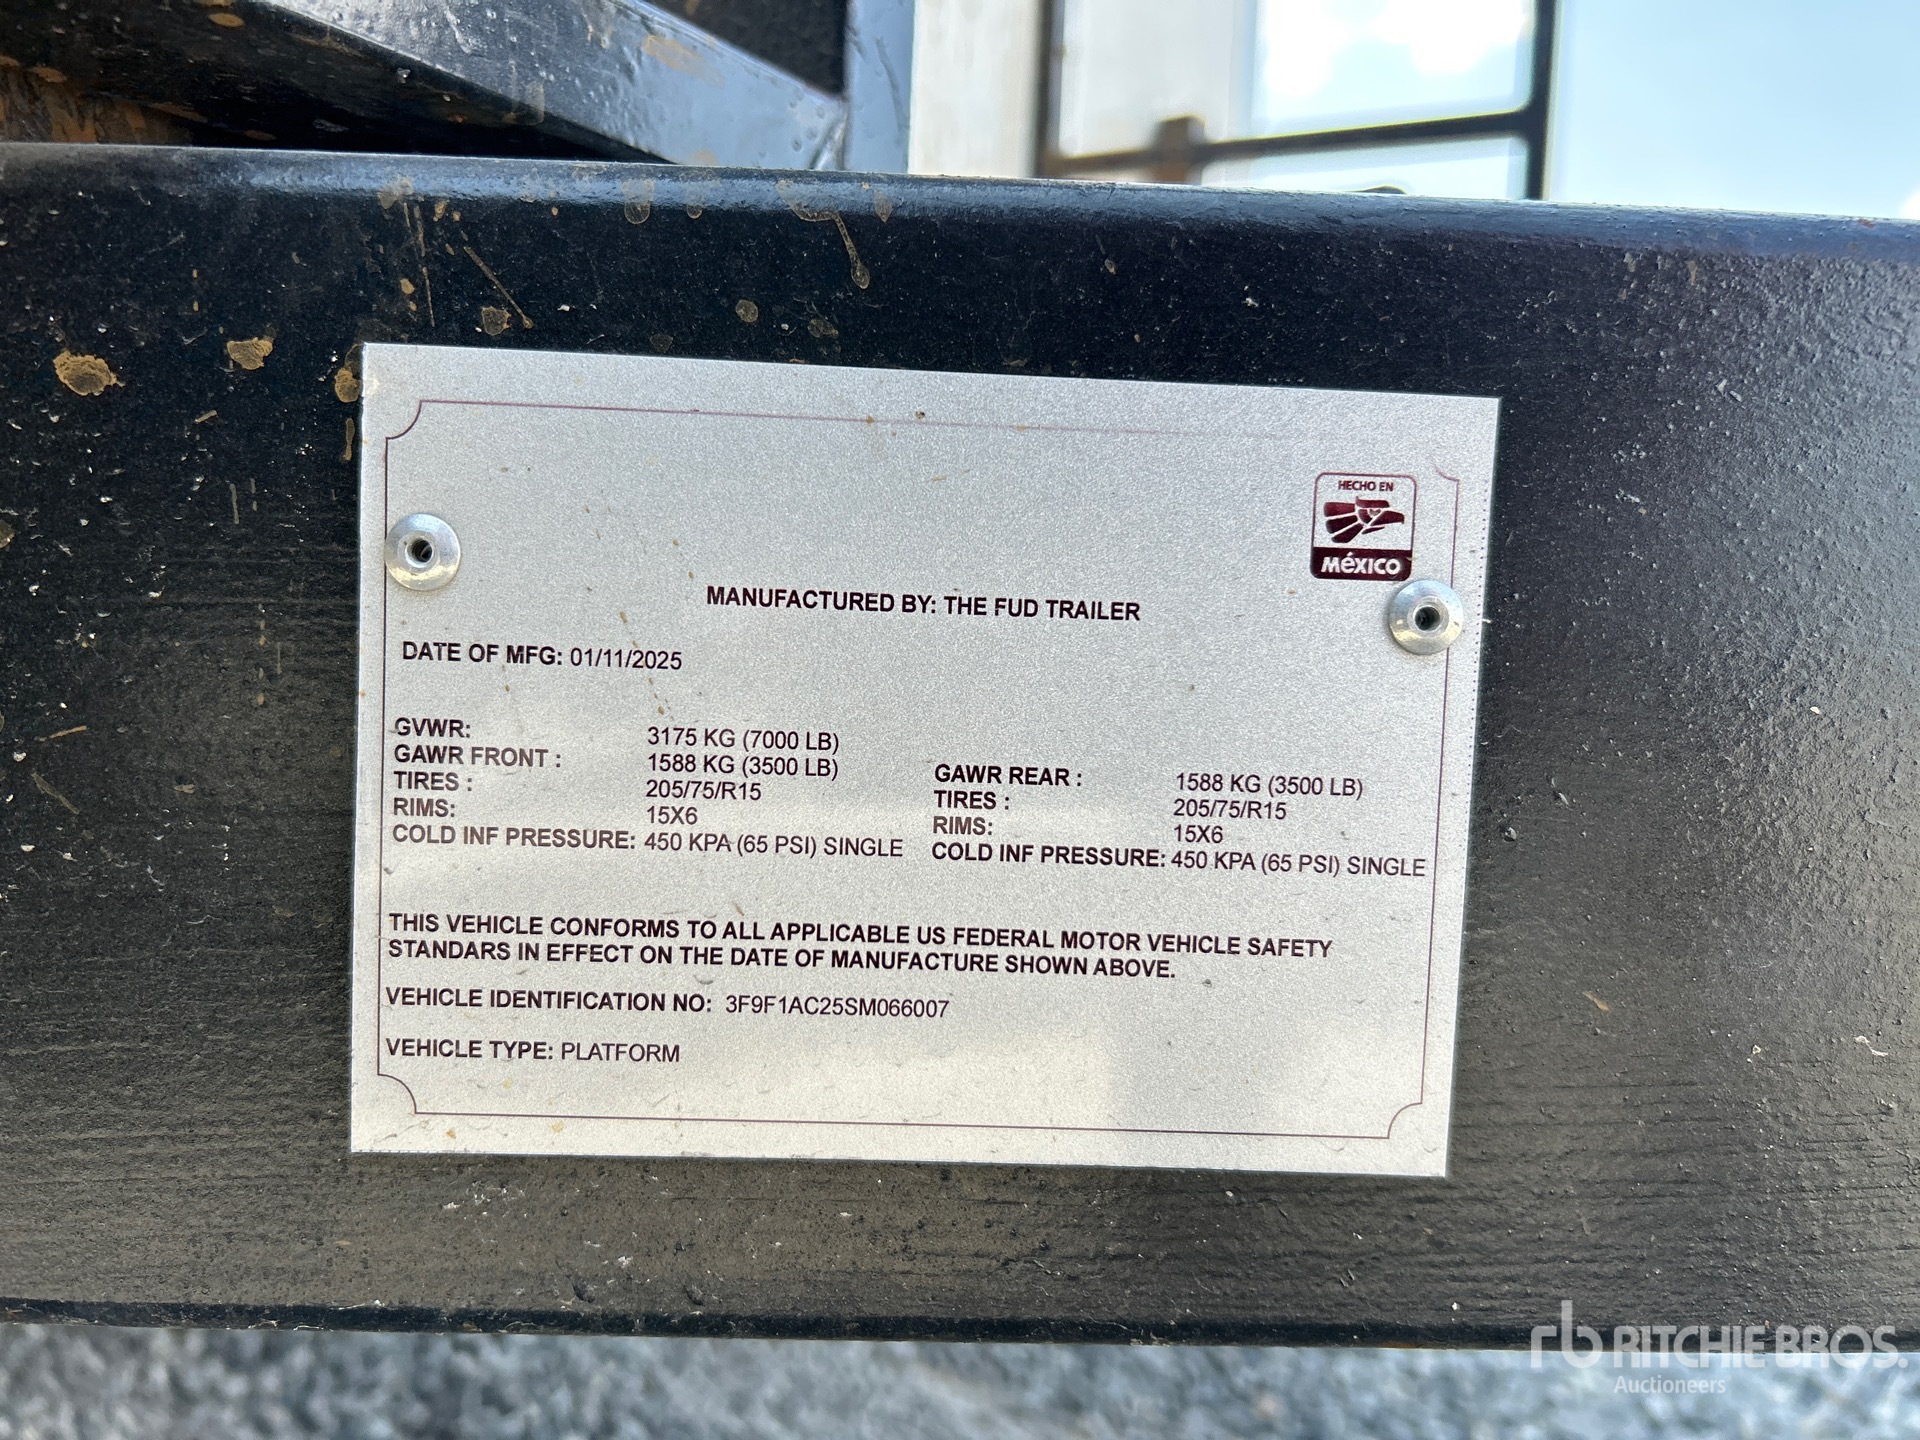 HECHO EN
MéXICO
MANUFACTURED BY: THE FUD TRAILER
DATE OF MFG: 01/11/2025
GVWR: 3175 KG (7000 LB)
GAWR FRONT : 1588 KG (3500 LB) GAWR REAR : 1588 KG (3500 LB)
TIRES : 205/75/R15 TIRES : 205/75/R15
RIMS: 15X6 RIMS: 15X6
COLD INF PRESSURE: 450 KPA (65 PSI) SINGLE COLD INF PRESSURE: 450 KPA (65 PSI) SINGLE
THIS VEHICLE CONFORMS TO ALL APPLICABLE US FEDERAL MOTOR VEHICLE SAFETY
STANDARS IN EFFECT ON THE DATE OF MANUFACTURE SHOWN ABOVE.
VEHICLE IDENTIFICATION NO: 3F9F1AC25SM066007
VEHICLE TYPE: PLATFORM
rb RITCHIE BROS.
Auctioneers